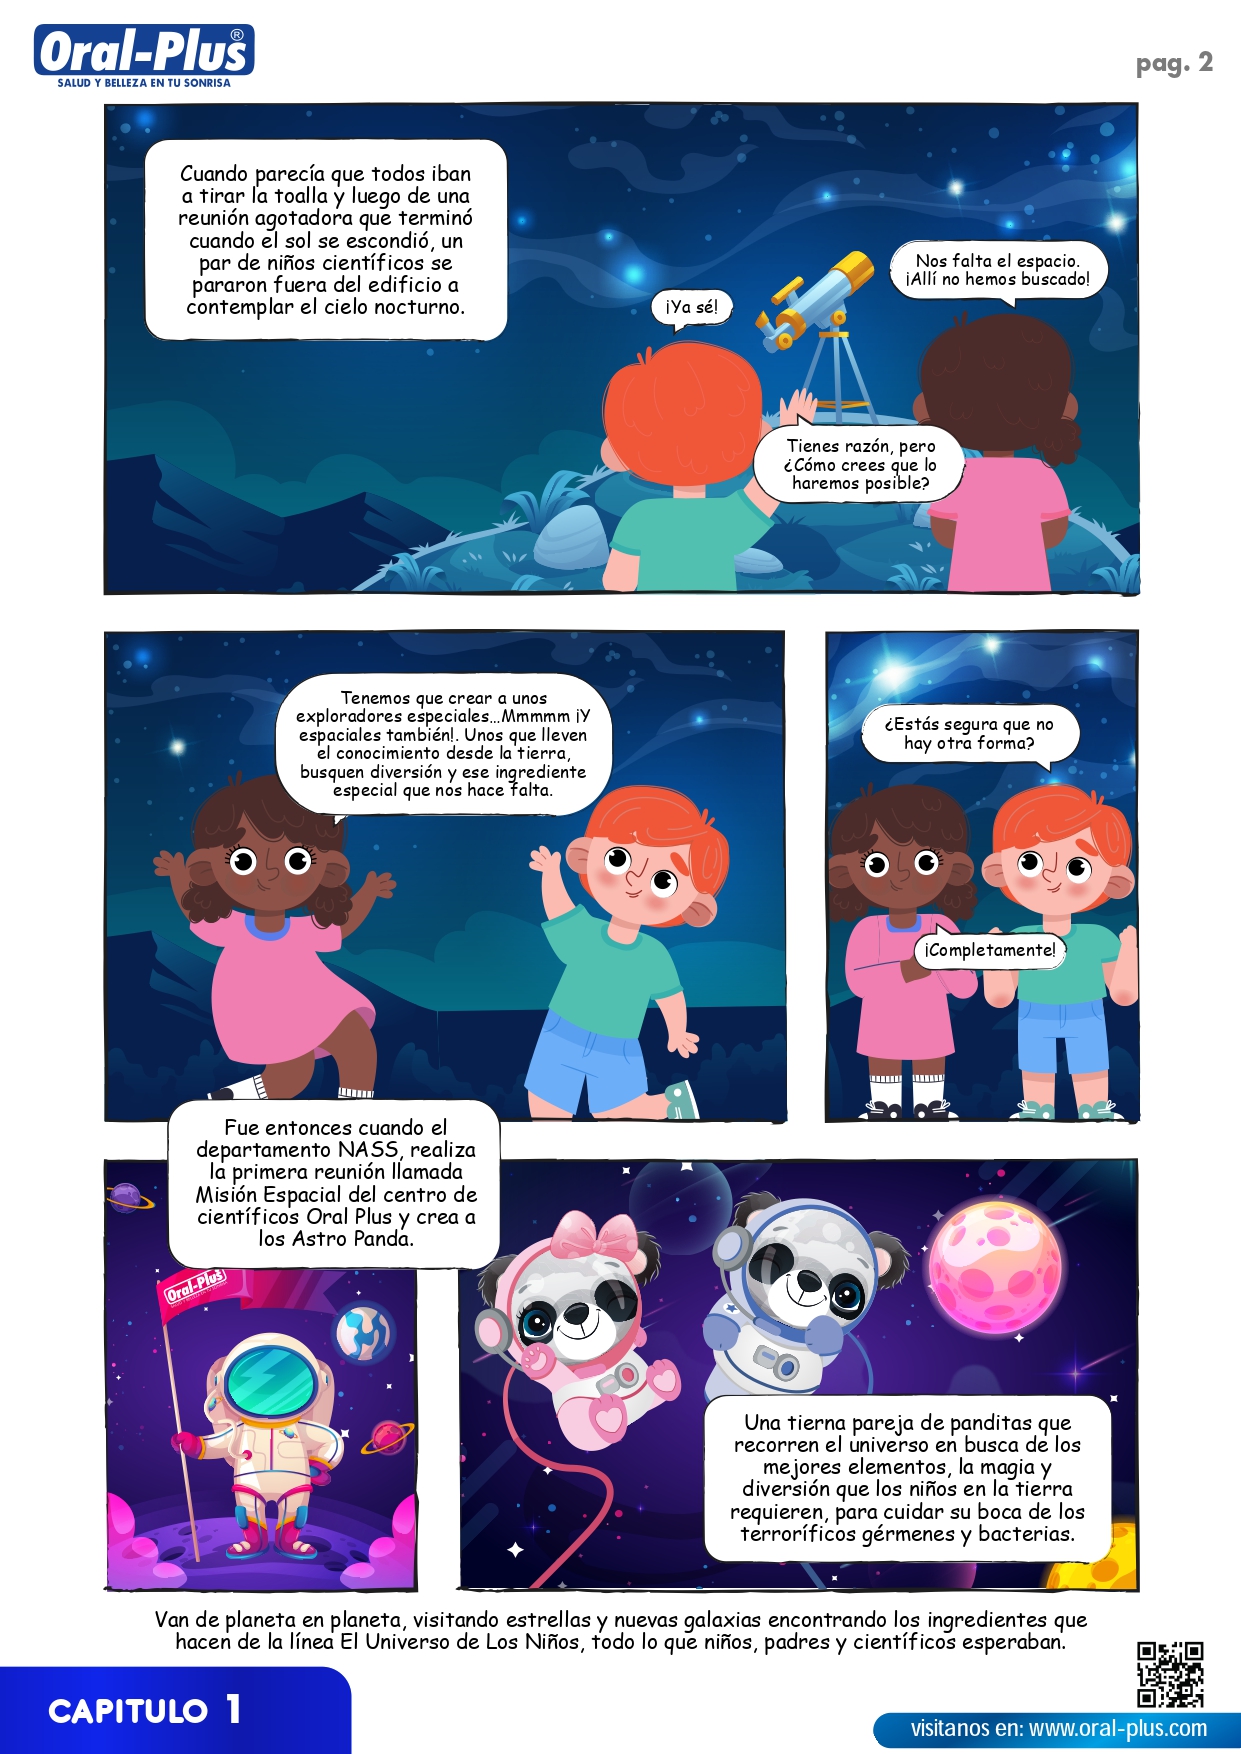 Oral-Plus®
SALUD Y BELLEZA EN TU SONRISA
pag. 2
Cuando parecía que todos iban
a tirar la toalla y luego de una
reunión agotadora que terminó
cuando el sol se escondió, un
par de niños científicos se
pararon fuera del edificio a
contemplar el cielo nocturno.
¡Ya sé!
Nos falta el espacio.
¡Allí no hemos buscado!
Tienes razón, pero
¿Cómo crees que lo
haremos posible?
Tenemos que crear a unos
exploradores especiales...Mmmmm ¡Y
espaciales también!. Unos que lleven
el conocimiento desde la tierra,
busquen diversión y ese ingrediente
especial que nos hace falta.
¿Estás segura que no
hay otra forma?
¡Completamente!
Fue entonces cuando el
departamento NASS, realiza
la primera reunión llamada
Misión Espacial del centro de
científicos Oral Plus y crea a
los Astro Panda.
Oral-Plus
SALUD Y BELLEZA EN TU SONRISA
Una tierna pareja de panditas que
recorren el universo en busca de los
mejores elementos, la magia y
diversión que los niños en la tierra
requieren, para cuidar su boca de los
terroríficos gérmenes y bacterias.
Van de planeta en planeta, visitando estrellas y nuevas galaxias encontrando los ingredientes que
hacen de la línea El Universo de Los Niños, todo lo que niños, padres y científicos esperaban.
CAPITULO 1
visitanos en: www.oral-plus.com